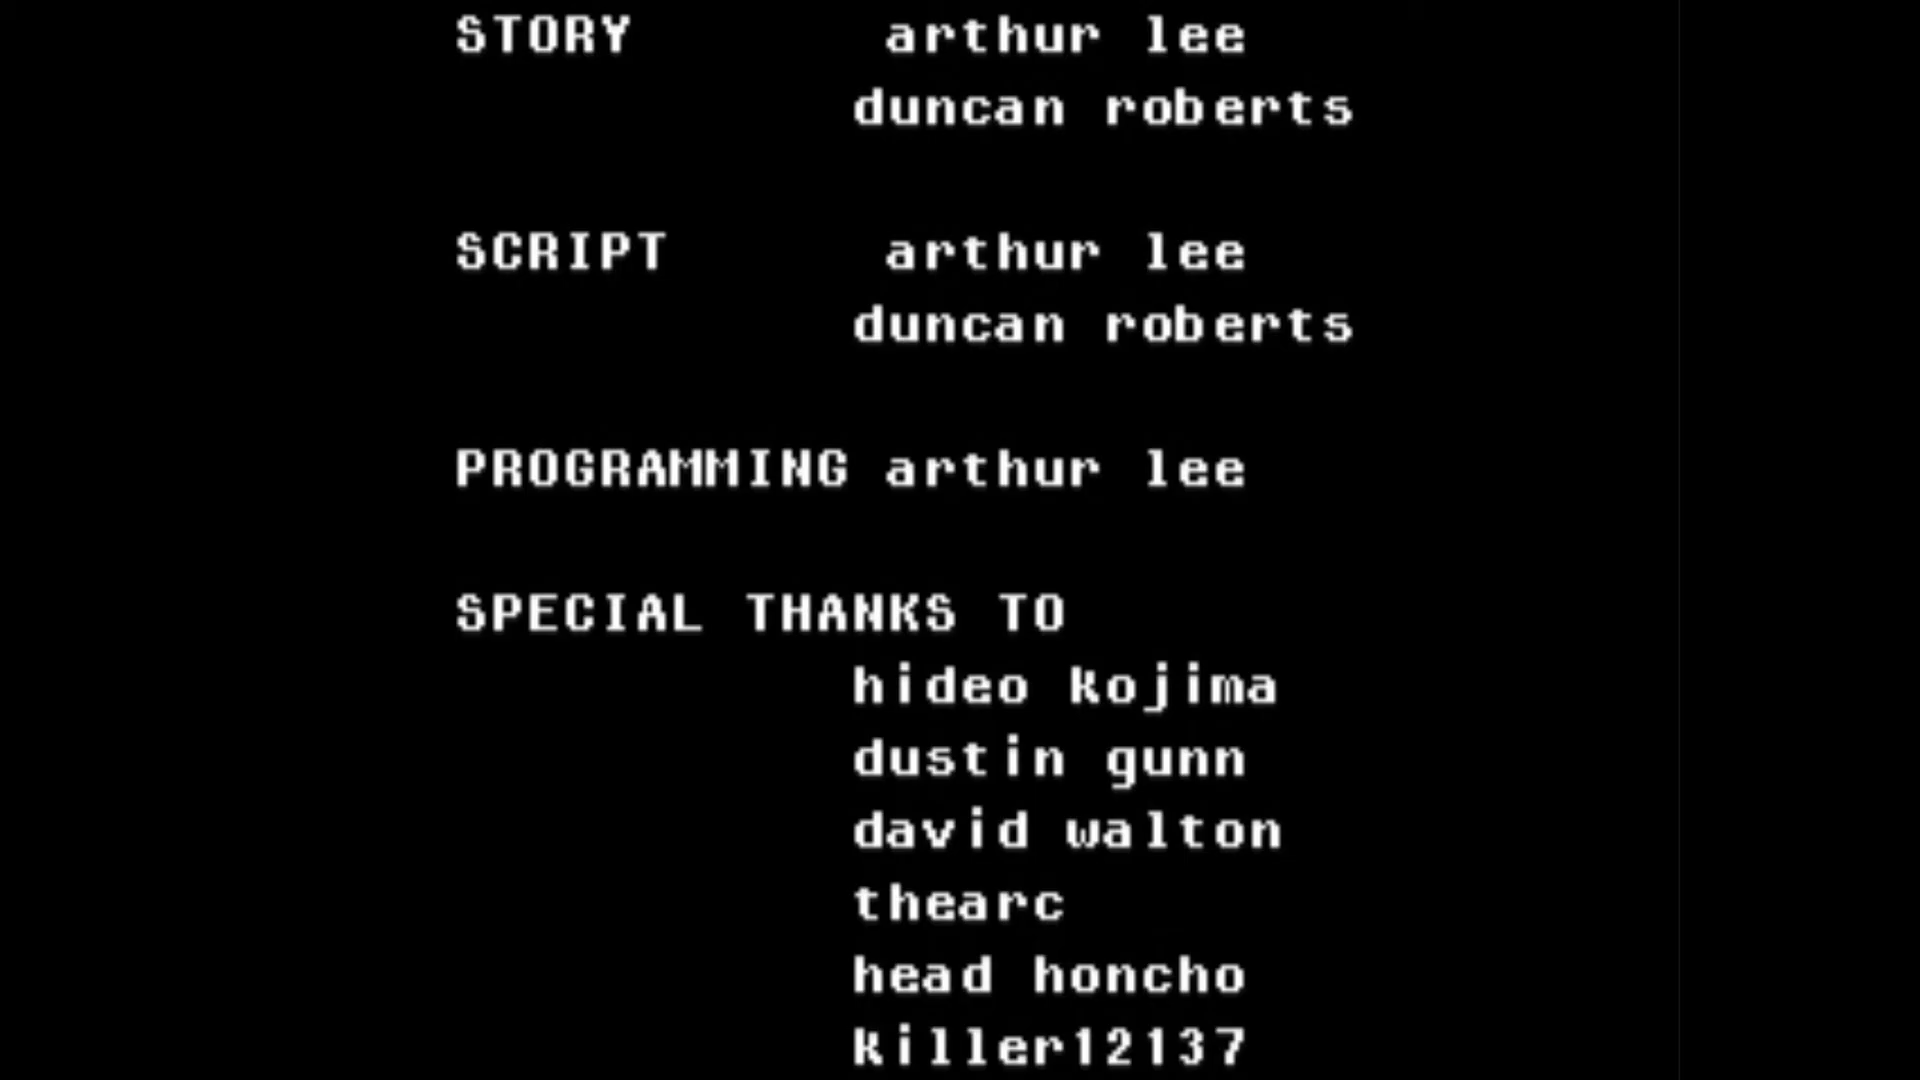 STORY arthur lee
duncan roberts
SCRIPT arthur lee
duncan roberts
PROGRAMMING arthur lee
SPECIAL THANKS TO
hideo kojima
dustin gunn
david walton
thearc
head honcho
killer12137